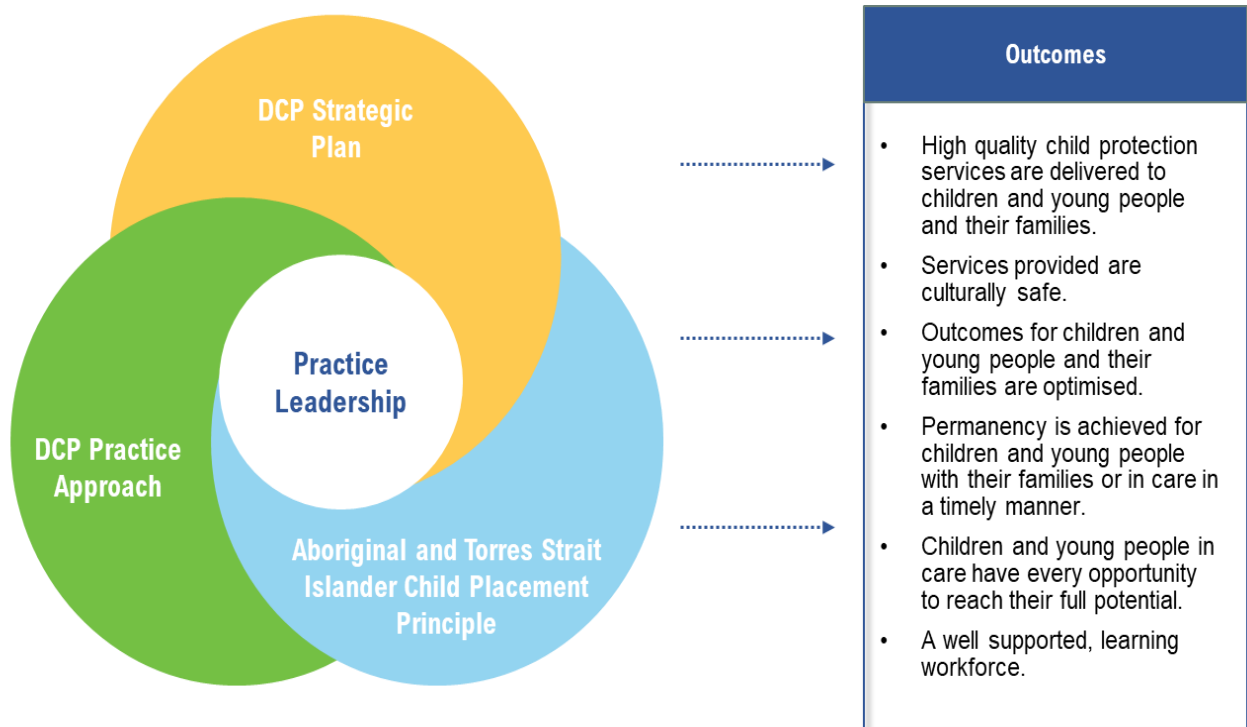 DCP Strategic
Plan
Practice
Leadership
DCP Practice
Approach
Aboriginal and Torres Strait
Islander Child Placement
Principle
Outcomes
• High quality child protection
services are delivered to
children and young people
and their families.
• Services provided are
culturally safe.
• Outcomes for children and
young people and their
families are optimised.
• Permanency is achieved for
children and young people
with their families or in care in
a timely manner.
• Children and young people in
care have every opportunity
to reach their full potential.
• A well supported, learning
workforce.